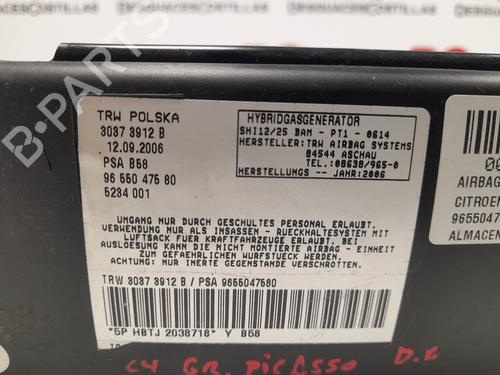 TRW POLSKA
3037 3912 B
12.09.2006
PSA B58
96 550 475 80
5234 001
HYBRIDGASGENERATOR
SHI12/25 BAM - PT1 - 0614
HERSTELLER:TRW AIRBAG SYSTEMS
84544 ASCHAU
TEL.:08638/965-0
HERSTELLUNGS -- JAHR:2006
UMGANG NUR DURCH GESCHULTES PERSONAL ERLAUBT.
VERWENDUNG NUR ALS INSASSEN - RUECKHALTESYSTEM MIT
LUFTSACK FUER KRAFTFAHRZEUGE ERLAUBT. BEI
AUSLOESUNG KANN DIE NICHT MONTIERTE AIRBAG - EINHEIT
ZUM GEFAEHRLICHEN WURFSTUECK WERDEN.
ACHTUNG: NUR INERTE GEGENSTANDE VERSCHROTTEN.
TRW 3037 3912 B / PSA 9655047580
*5P HBTJ 2038718* Y B58
AIRBAG
CITROEN
9655047
ALMACEN
C4 GR. PICASSO D.K
B-PARTS